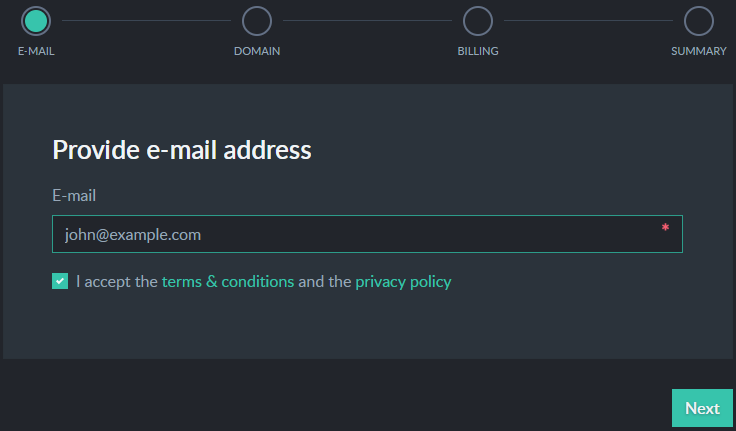 E-MAIL DOMAIN BILLING SUMMARY
Provide e-mail address
E-mail
john@example.com *
I accept the terms & conditions and the privacy policy
Next